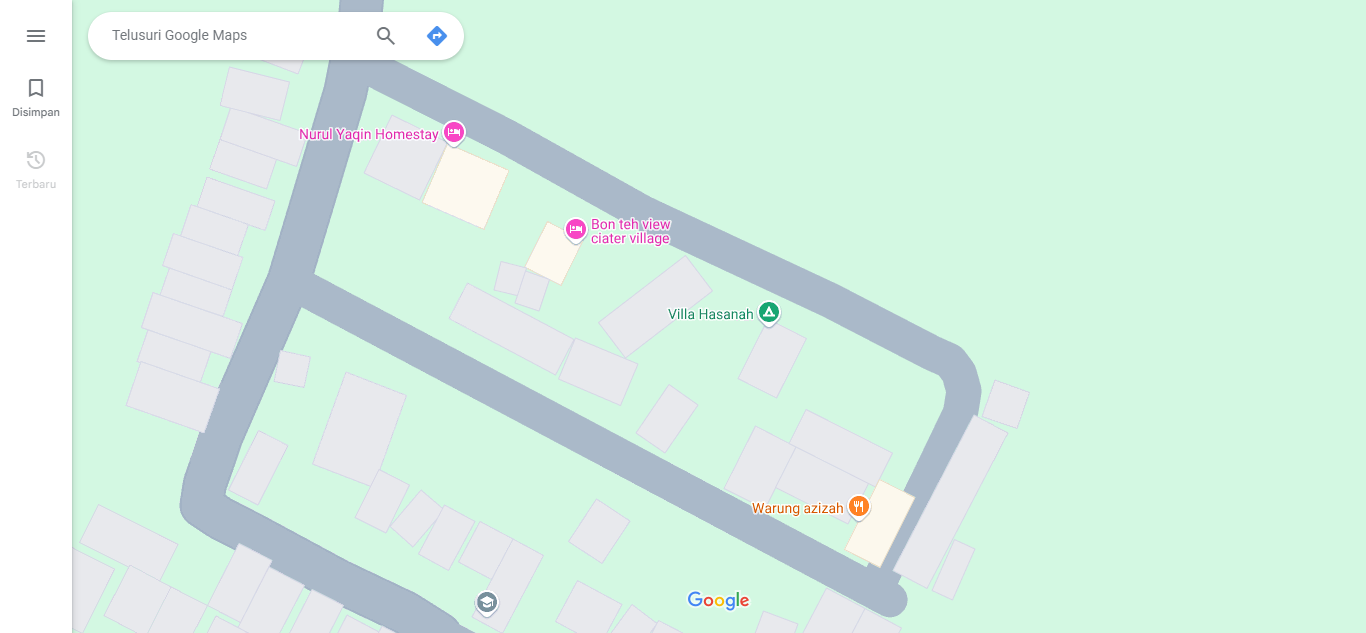 Telusuri Google Maps
Disimpan
Terbaru
Nurul Yaqin Homestay
Bon teh view
ciater village
Villa Hasanah
Warung azizah
Google